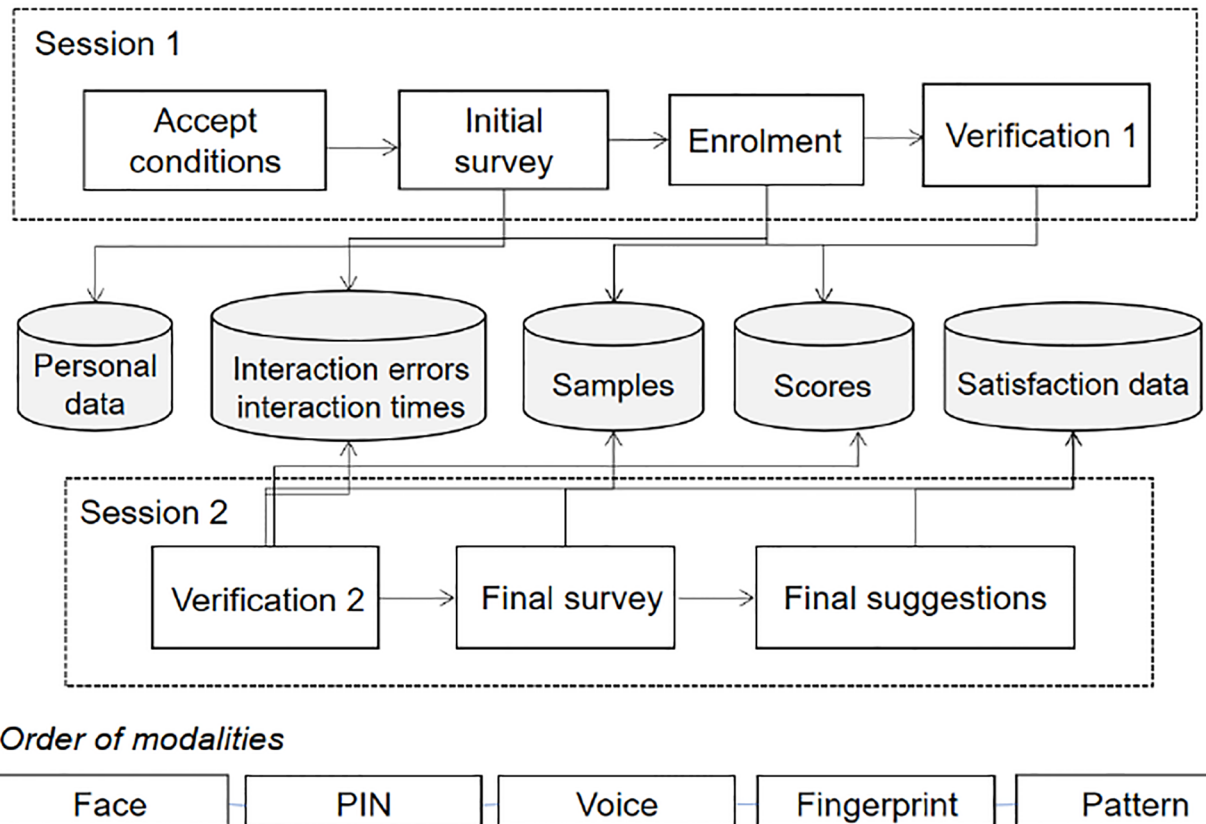 Session 1
Accept
conditions
Initial
survey
Enrolment
Verification 1
Personal
data
Interaction errors
interaction times
Samples
Scores
Satisfaction data
Session 2
Verification 2
Final survey
Final suggestions
Order of modalities
Face
PIN
Voice
Fingerprint
Pattern